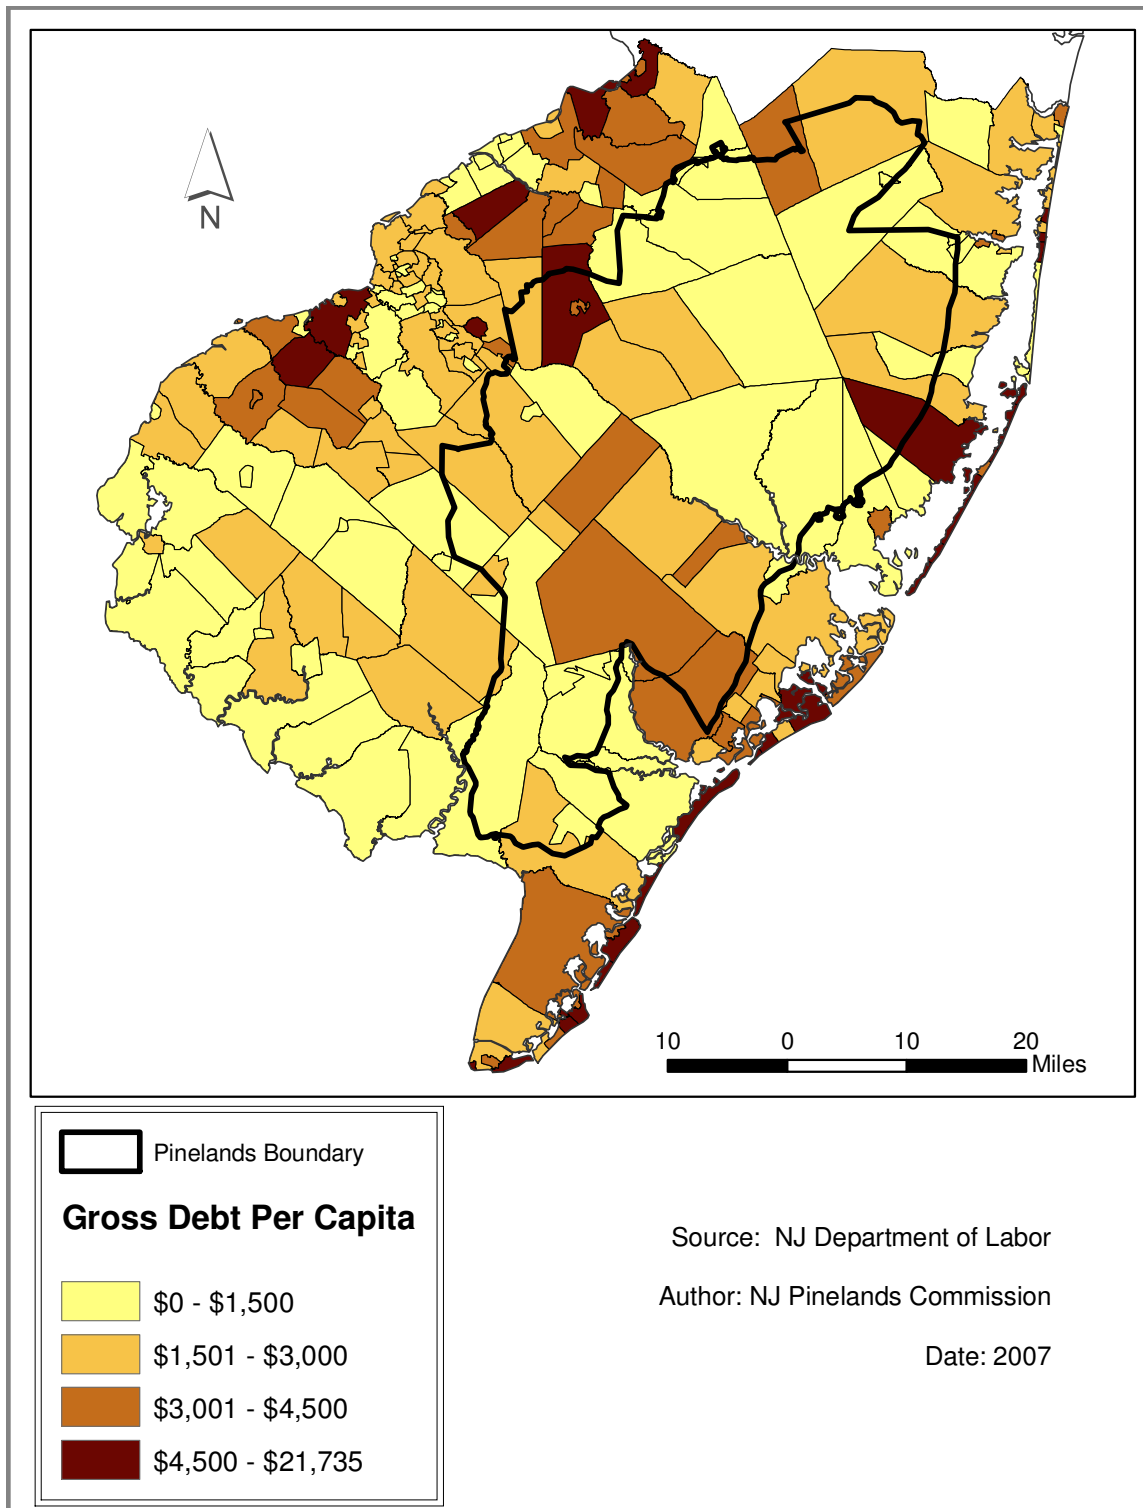 N
10 0 10 20
Miles
Pinelands Boundary
Gross Debt Per Capita
$0 - $1,500
$1,501 - $3,000
$3,001 - $4,500
$4,500 - $21,735
Source: NJ Department of Labor
Author: NJ Pinelands Commission
Date: 2007